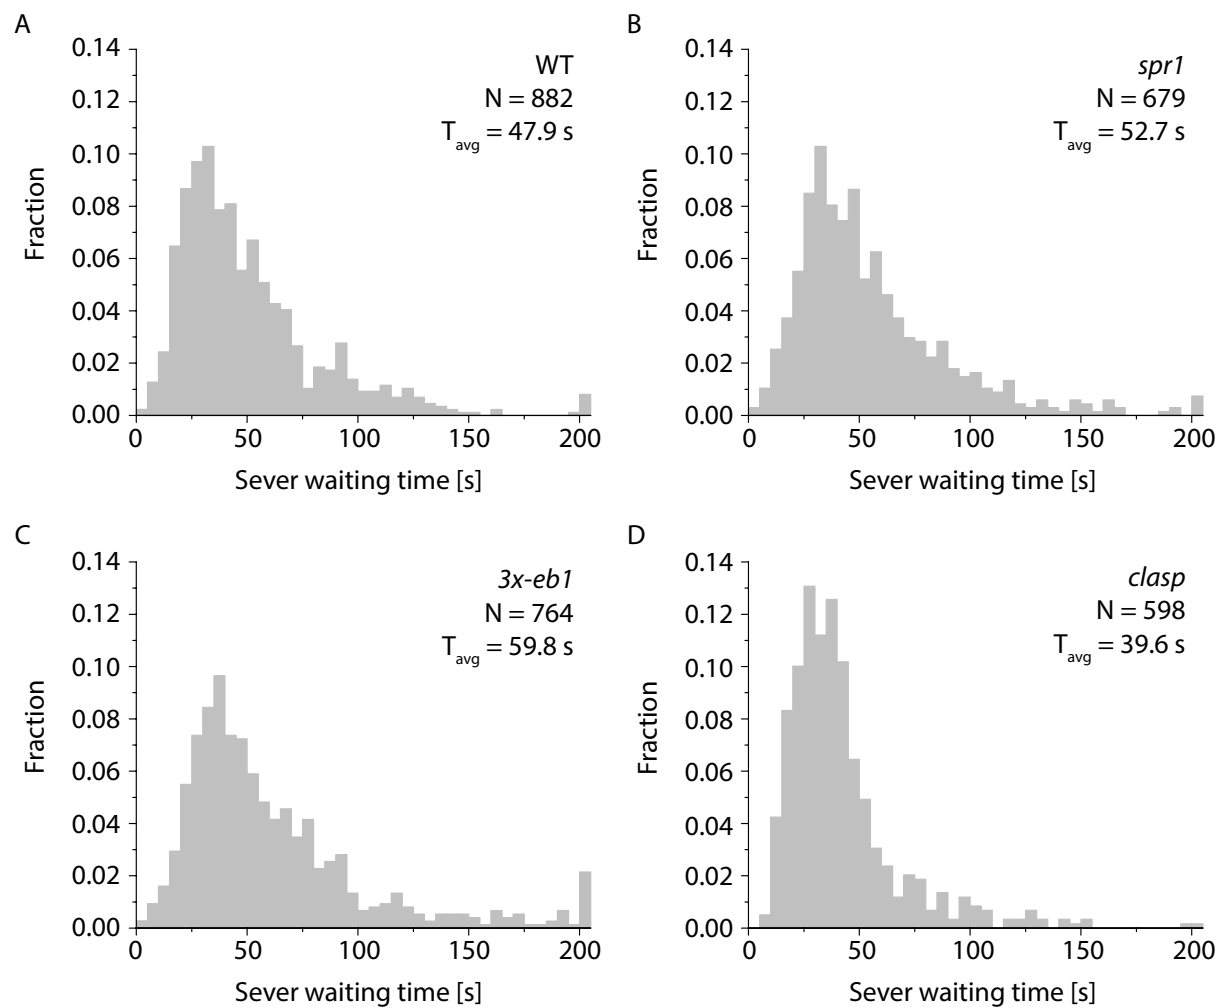 A
0.14
0.12
0.10
0.08
0.06
0.04
0.02
0.00
Fraction
WT
N = 882
Tavg = 47.9 s
0 50 100 150 200
Sever waiting time [s]
B
0.14
0.12
0.10
0.08
0.06
0.04
0.02
0.00
Fraction
spr1
N = 679
Tavg = 52.7 s
0 50 100 150 200
Sever waiting time [s]
C
0.14
0.12
0.10
0.08
0.06
0.04
0.02
0.00
Fraction
3x-eb1
N = 764
Tavg = 59.8 s
0 50 100 150 200
Sever waiting time [s]
D
0.14
0.12
0.10
0.08
0.06
0.04
0.02
0.00
Fraction
clasp
N = 598
Tavg = 39.6 s
0 50 100 150 200
Sever waiting time [s]